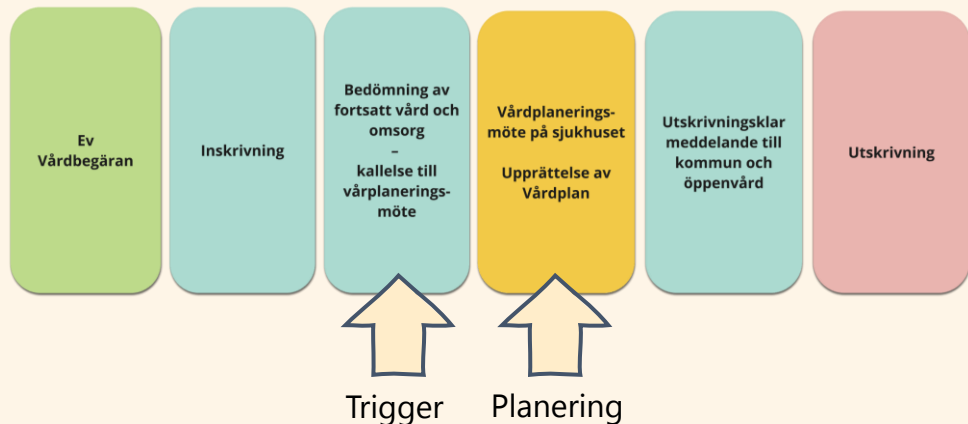 Ev
Vårdbegäran
Inskrivning
Bedömning av
fortsatt vård och
omsorg
–
kallelse till
vårplanerings-
möte
Vårdplanerings-
möte på sjukhuset
Upprättelse av
Vårdplan
Utskrivningsklar
meddelande till
kommun och
öppenvård
Utskrivning
Trigger
Planering